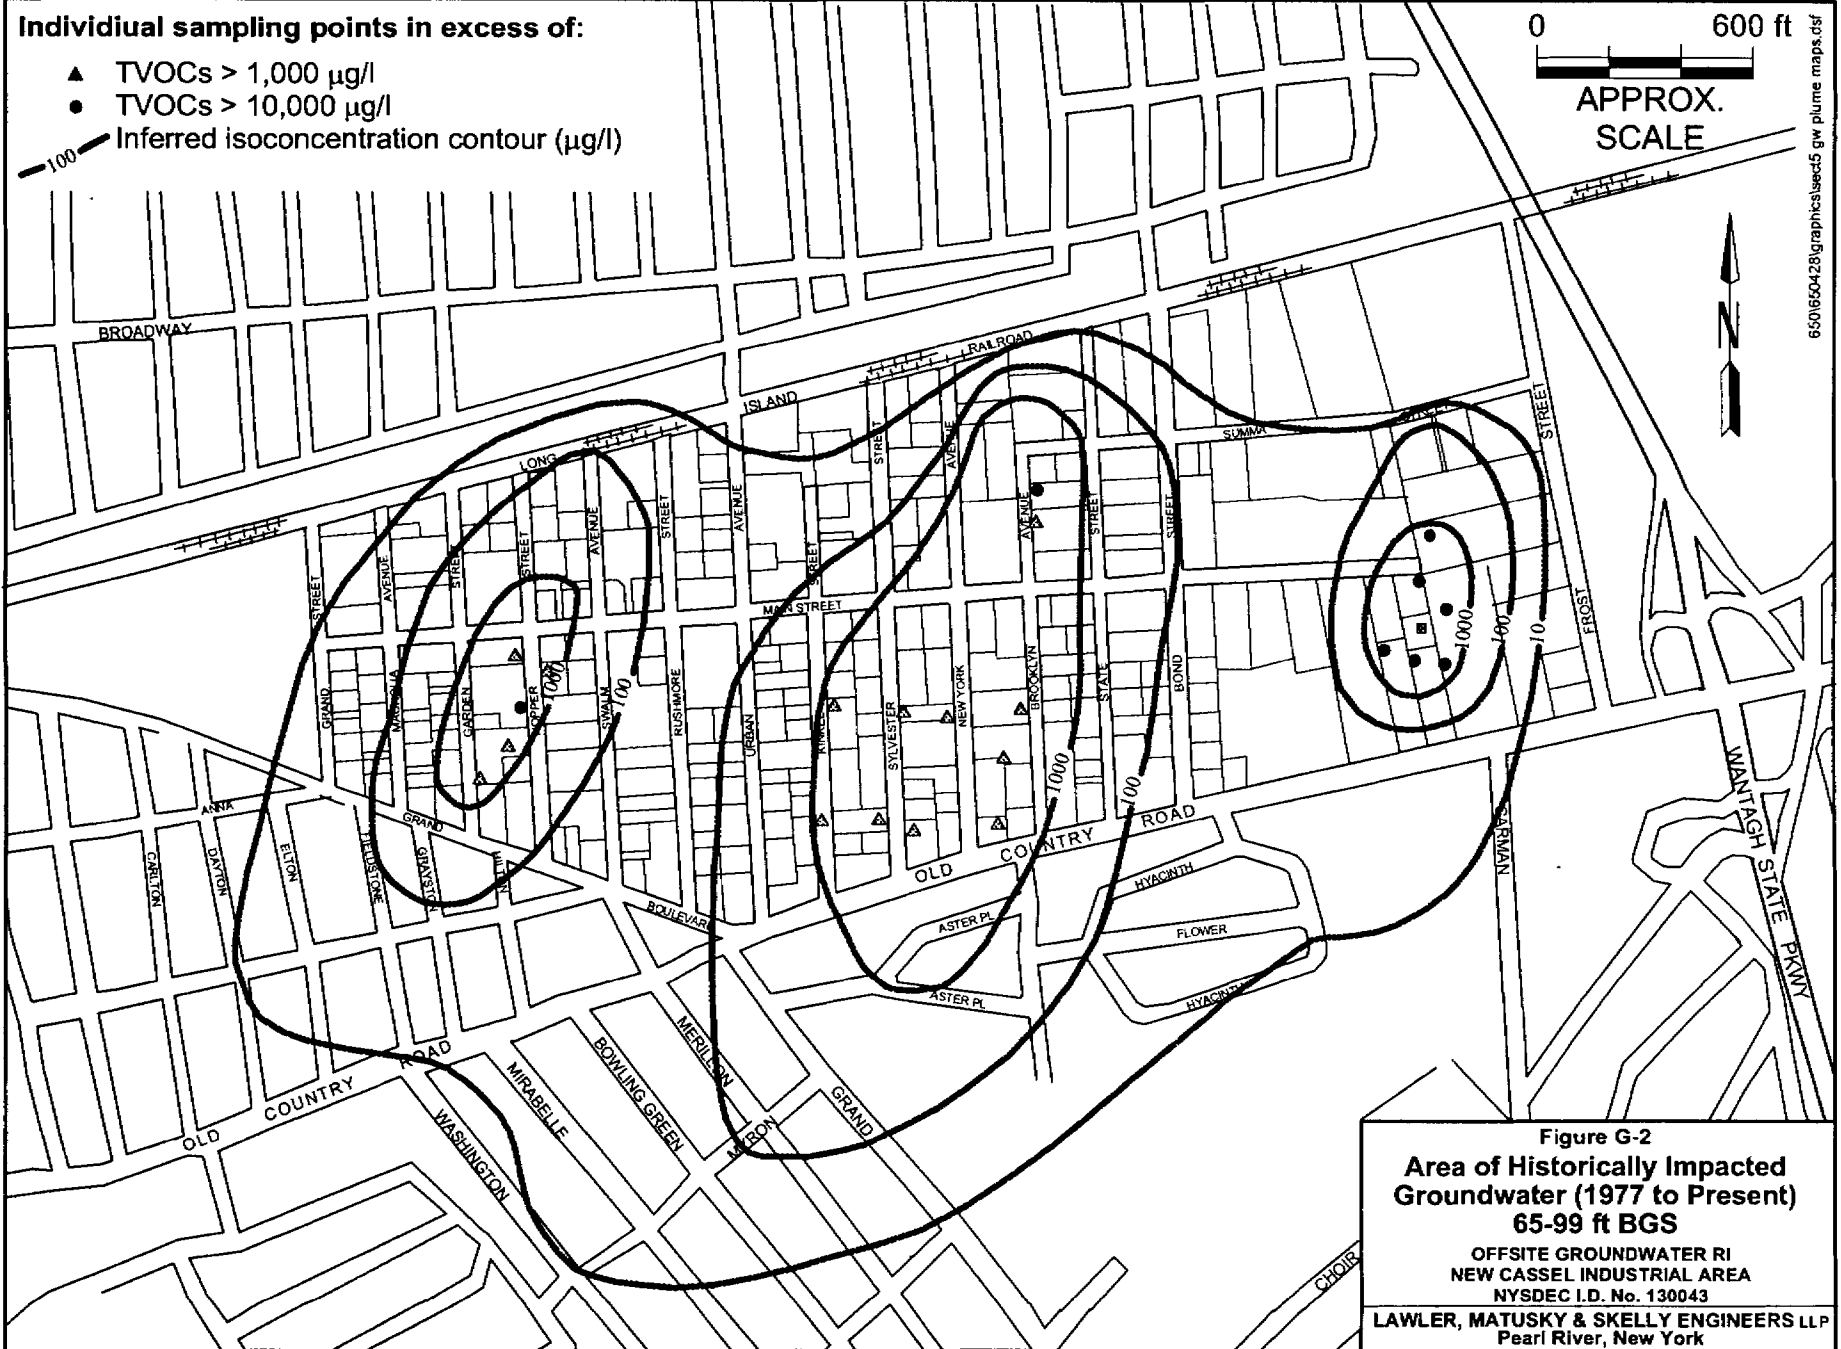 Individiual sampling points in excess of:
TVOCs > 1,000 µg/l
TVOCs > 10,000 µg/l
100
Inferred isoconcentration contour (µg/l)
0 600 ft
APPROX.
SCALE
650\650428\graphics\sect5 gw plume maps.dsf
N
BROADWAY
LONG
ISLAND
RAILROAD
SUMMA
STREET
STREET
AVENUE
STREET
STREET
AVENUE
STREET
AVENUE
STREET
STREET
AVENUE
AVENUE
STREET
STREET
MAIN STREET
GRAND
MAGNOLIA
GARDEN
HOPPER
SWALM
RUSHMORE
URBAN
KINKEL
SYLVESTER
NEW YORK
BROOKLYN
STATE
BOND
FROST
1000
100
1000
100
1000
100
10
ANNA
GRAND
BOULEVARD
CARLTON
DAYTON
ELTON
FIELDSTONE
GRAYSTON
OLD
COUNTRY
ROAD
ASTER PL
ASTER PL
HYACINTH
FLOWER
HYACINTH
GARMAN
WANTAGH STATE PKWY
OLD
COUNTRY
ROAD
WASHINGTON
MIRABELLE
BOWLING GREEN
MERILLON
MYRON
GRAND
CHOIR
Figure G-2
Area of Historically Impacted
Groundwater (1977 to Present)
65-99 ft BGS
OFFSITE GROUNDWATER RI
NEW CASSEL INDUSTRIAL AREA
NYSDEC I.D. No. 130043
LAWLER, MATUSKY & SKELLY ENGINEERS LLP
Pearl River, New York